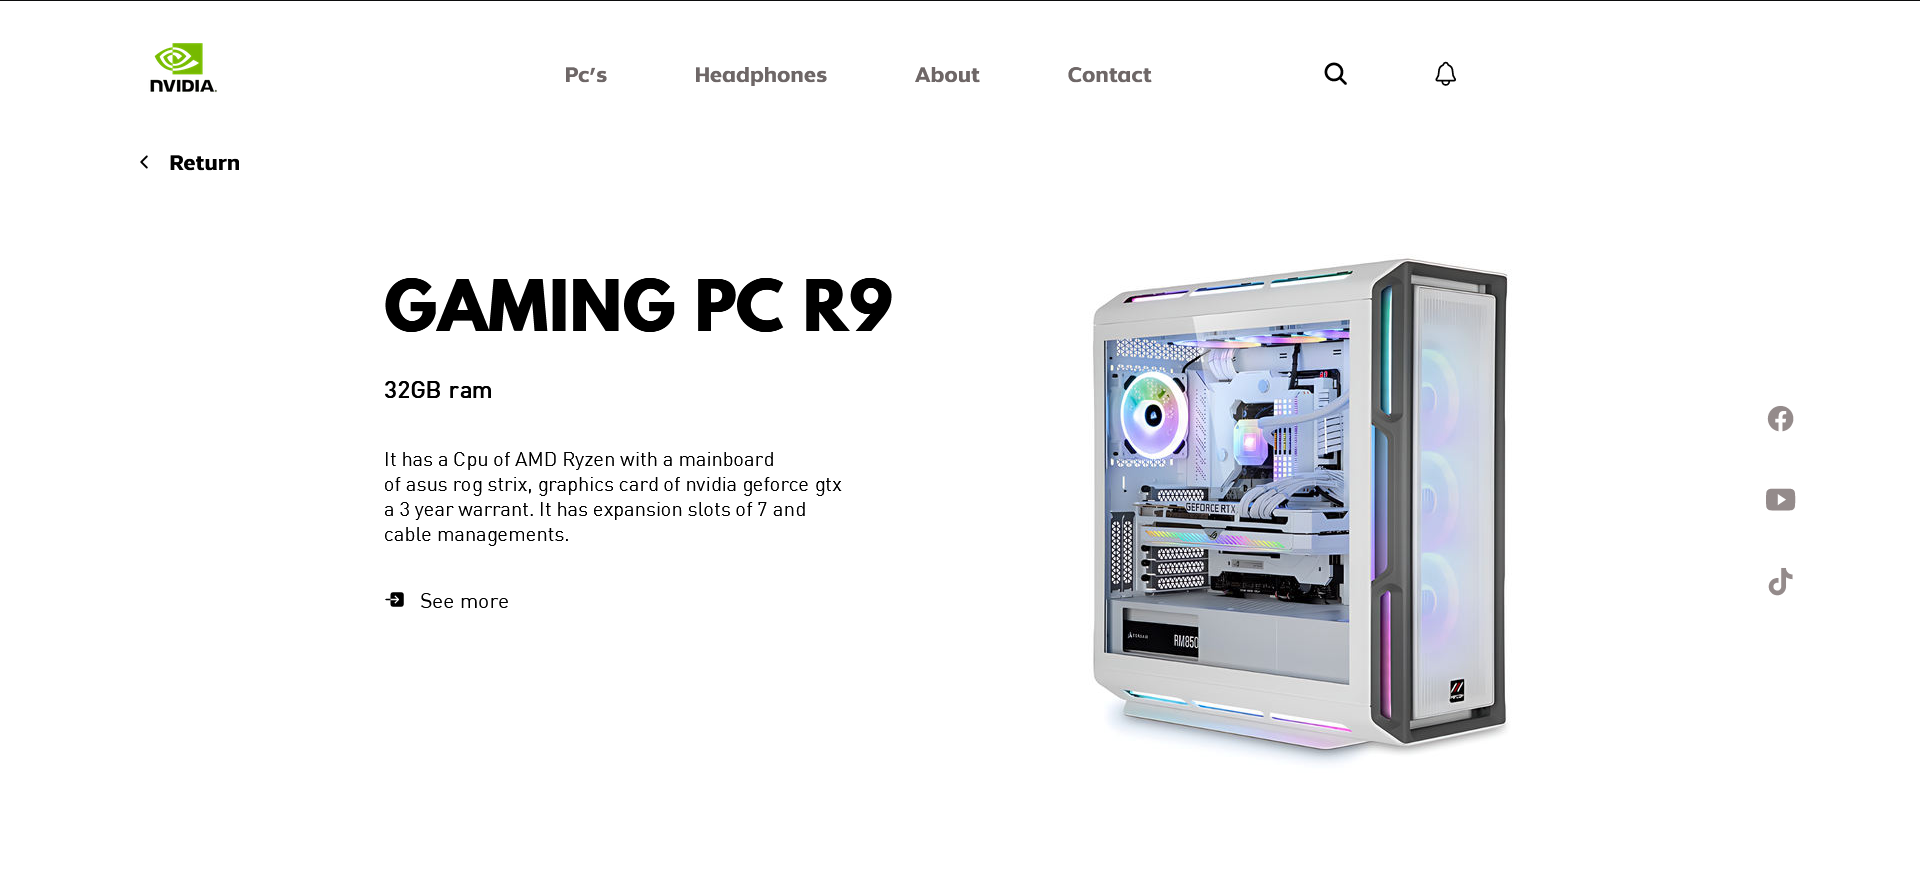 NVIDIA.
Pc's Headphones About Contact
Return
GAMING PC R9
32GB ram
It has a Cpu of AMD Ryzen with a mainboard
of asus rog strix, graphics card of nvidia geforce gtx
a 3 year warrant. It has expansion slots of 7 and
cable managements.
See more
GEFORCE RTX
CORSAIR
RM850